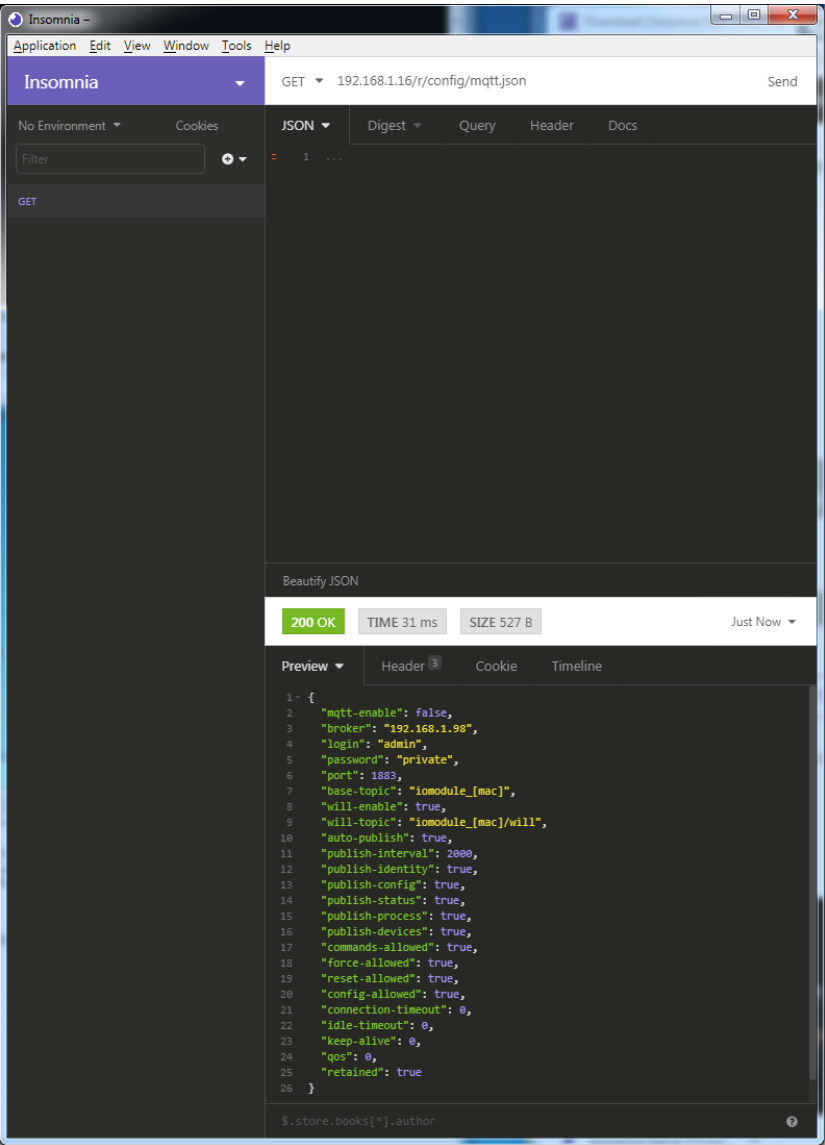 Insomnia –
Application Edit View Window Tools Help
Insomnia
GET 192.168.1.16/r/config/mqtt.json Send
No Environment Cookies
JSON Digest Query Header Docs
Filter
1 ...
GET
Beautify JSON
200 OK TIME 31 ms SIZE 527 B Just Now
Preview Header 3 Cookie Timeline
1 {
2 "mqtt-enable": false,
3 "broker": "192.168.1.98",
4 "login": "admin",
5 "password": "private",
6 "port": 1883,
7 "base-topic": "iomodule_[mac]",
8 "will-enable": true,
9 "will-topic": "iomodule_[mac]/will",
10 "auto-publish": true,
11 "publish-interval": 2000,
12 "publish-identity": true,
13 "publish-config": true,
14 "publish-status": true,
15 "publish-process": true,
16 "publish-devices": true,
17 "commands-allowed": true,
18 "force-allowed": true,
19 "reset-allowed": true,
20 "config-allowed": true,
21 "connection-timeout": 0,
22 "idle-timeout": 0,
23 "keep-alive": 0,
24 "qos": 0,
25 "retained": true
26 }
$.store.books[*].author